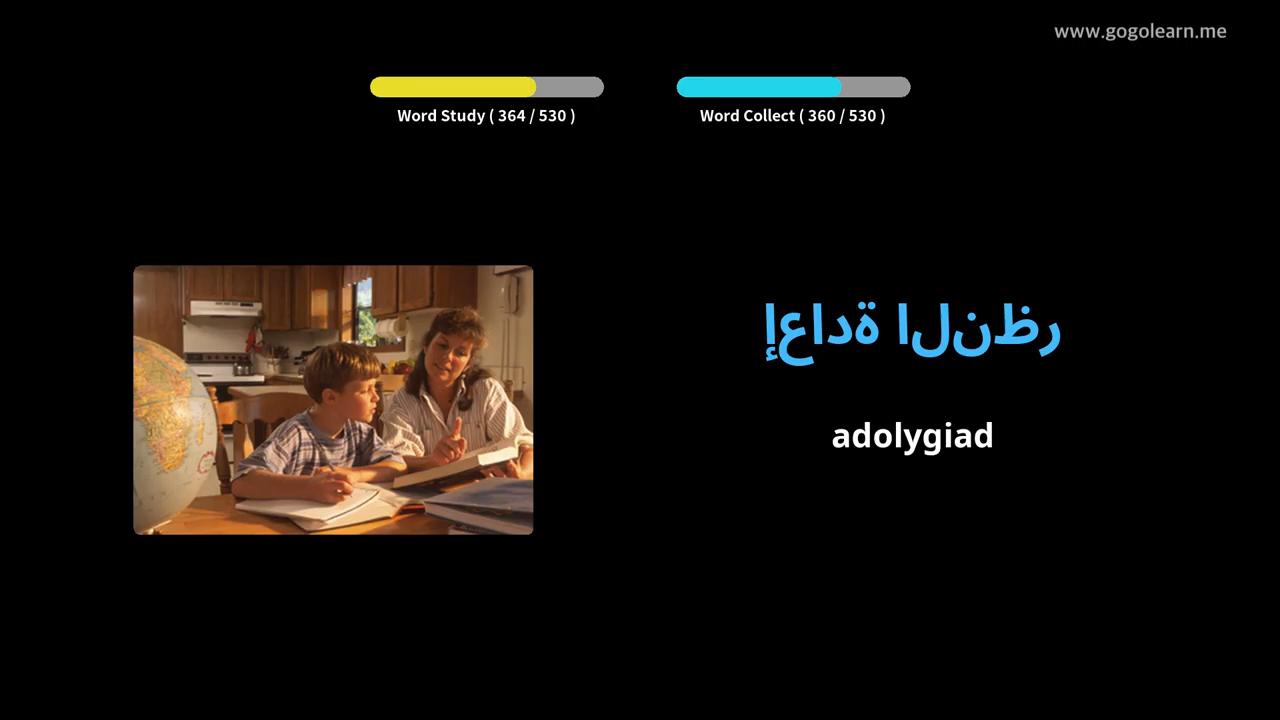 www.gogolearn.me
Word Study ( 364 / 530 )
Word Collect ( 360 / 530 )
إعادة النظر
adolygiad